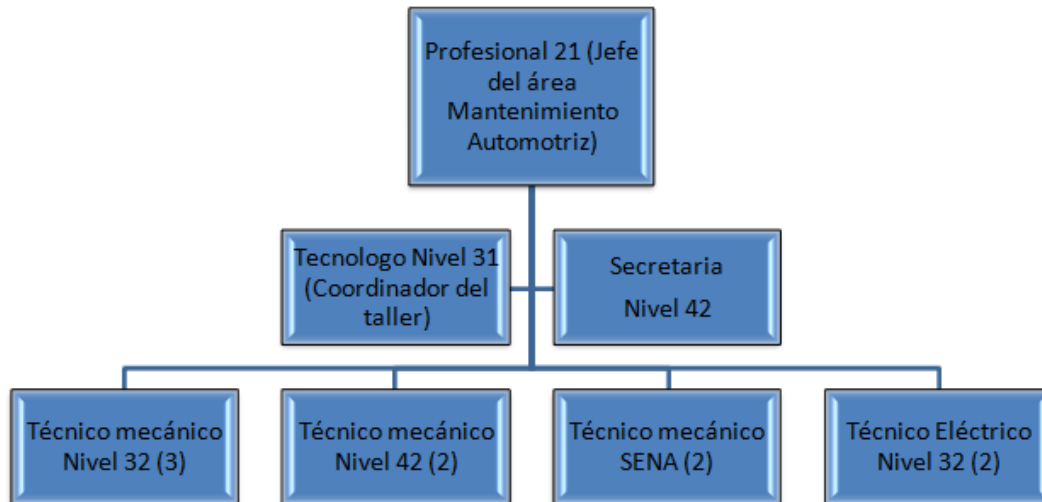 Profesional 21 (Jefe
del área
Mantenimiento
Automotriz)
Tecnologo Nivel 31
(Coordinador del
taller)
Secretaria
Nivel 42
Técnico mecánico
Nivel 32 (3)
Técnico mecánico
Nivel 42 (2)
Técnico mecánico
SENA (2)
Técnico Eléctrico
Nivel 32 (2)